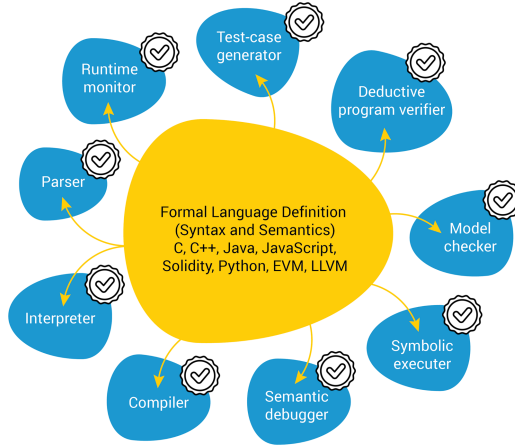 Test-case
generator
Runtime
monitor
Deductive
program verifier
Parser
Formal Language Definition
(Syntax and Semantics)
C, C++, Java, JavaScript,
Solidity, Python, EVM, LLVM
Model
checker
Interpreter
Symbolic
executer
Compiler
Semantic
debugger